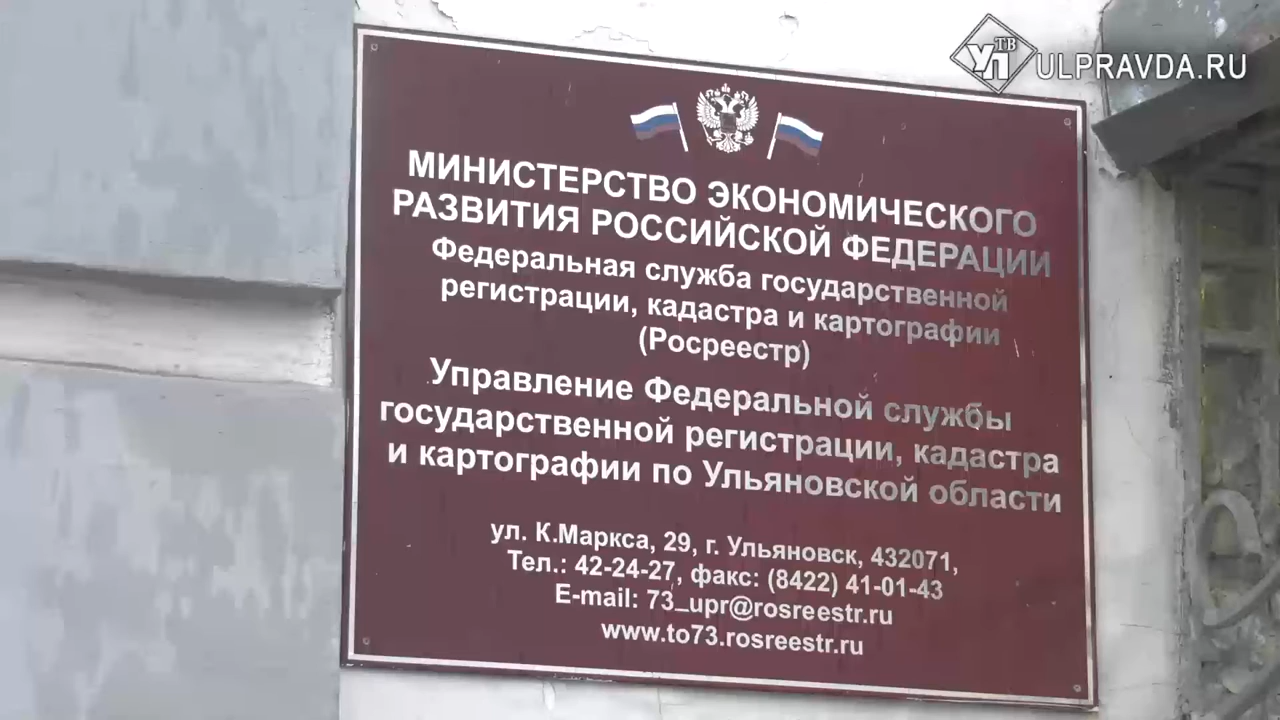 УП ТВ
ULPRAVDA.RU
МИНИСТЕРСТВО ЭКОНОМИЧЕСКОГО
РАЗВИТИЯ РОССИЙСКОЙ ФЕДЕРАЦИИ
Федеральная служба государственной
регистрации, кадастра и картографии
(Росреестр)
Управление Федеральной службы
государственной регистрации, кадастра
и картографии по Ульяновской области
ул. К.Маркса, 29, г. Ульяновск, 432071,
Тел.: 42-24-27, факс: (8422) 41-01-43
E-mail: 73_upr@rosreestr.ru
www.to73.rosreestr.ru